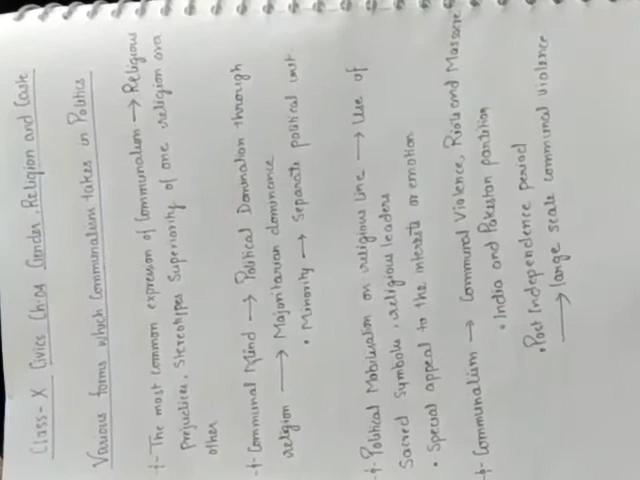 Class - X Civics Ch:04 Gender, Religion and Caste
Various forms which Communalism takes in Politics
-|- The most common expression of Communalism → Religious
Prejudices, Stereotypes Superiority of one religion ova
other
-|- Communal Mind → Political Domination through
religion → Majoritarian dominence
• Minority → Separate political unit
-|- Political Mobilisation on religious line → Use of
Sacred Symbols, religious leaders
• Special appeal to the interests or emotion
-|- Communalism → Communal Violence, Riots and Massacre
• India and Pakistan partition
• Post Independence period
→ large scale communal violence